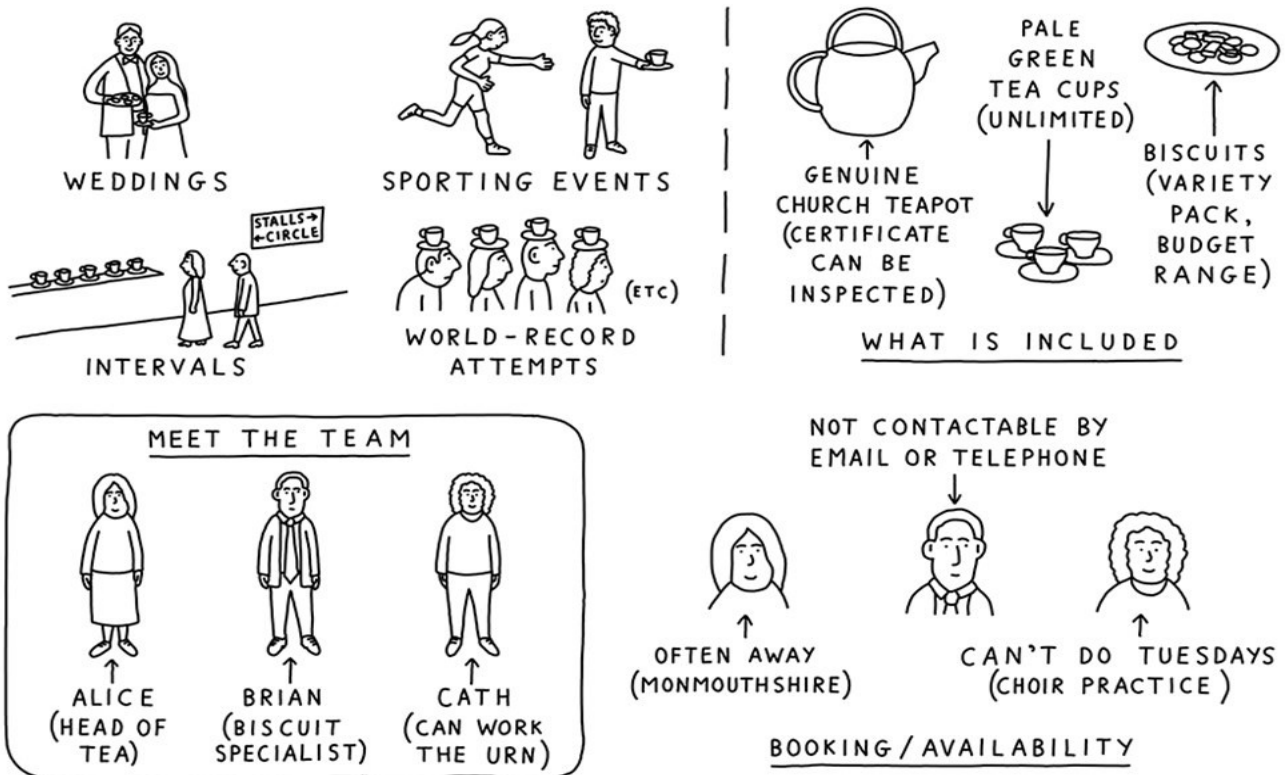 WEDDINGS
SPORTING EVENTS
STALLS→
←CIRCLE
INTERVALS
(ETC)
WORLD-RECORD
ATTEMPTS
GENUINE
CHURCH TEAPOT
(CERTIFICATE
CAN BE
INSPECTED)
PALE
GREEN
TEA CUPS
(UNLIMITED)
BISCUITS
(VARIETY
PACK,
BUDGET
RANGE)
WHAT IS INCLUDED
MEET THE TEAM
ALICE
(HEAD OF
TEA)
BRIAN
(BISCUIT
SPECIALIST)
CATH
(CAN WORK
THE URN)
NOT CONTACTABLE BY
EMAIL OR TELEPHONE
OFTEN AWAY
(MONMOUTHSHIRE)
CAN'T DO TUESDAYS
(CHOIR PRACTICE)
BOOKING/AVAILABILITY